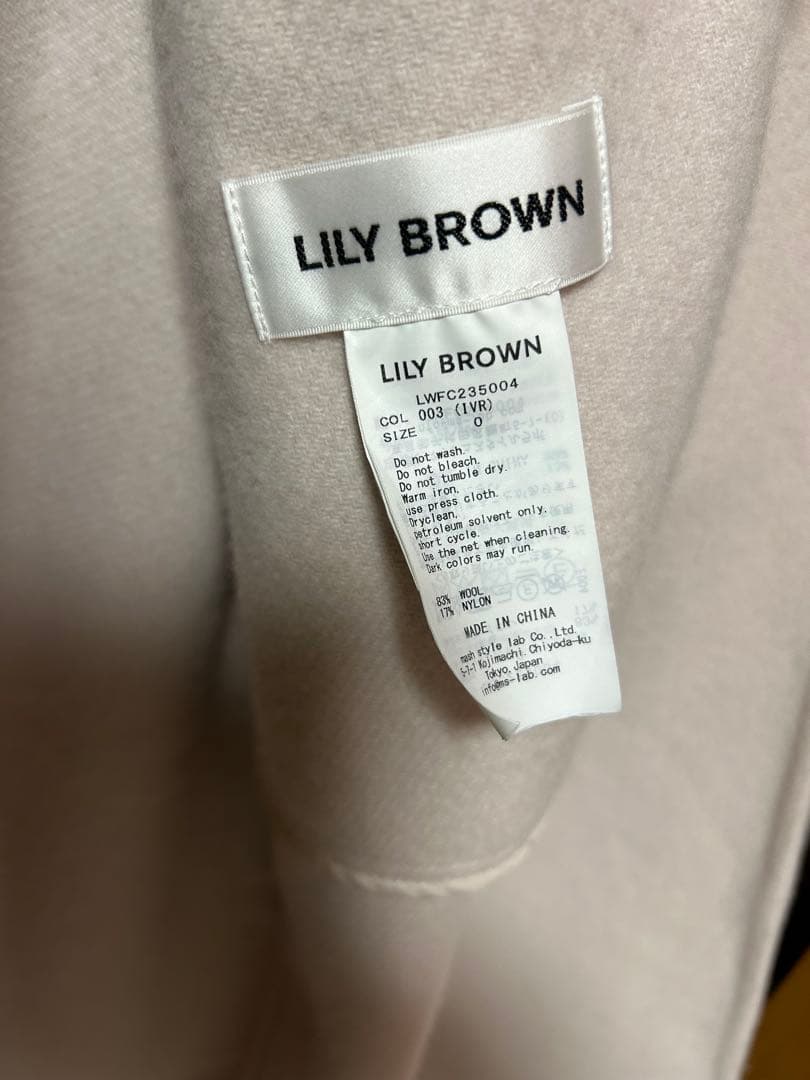 LILY BROWN
LILY BROWN
LWFC235004
COL 003 (IVR)
SIZE 0
Do not wash.
Do not bleach.
Do not tumble dry.
Warm iron.
use press cloth.
Dryclean.
petroleum solvent only.
short cycle.
Use the net when cleaning.
Dark colors may run.
83% WOOL
17% NYLON
MADE IN CHINA
mash style lab Co., Ltd.
5-7-1 Kojimachi, Chiyoda-ku
Tokyo, Japan
info@ms-lab.com